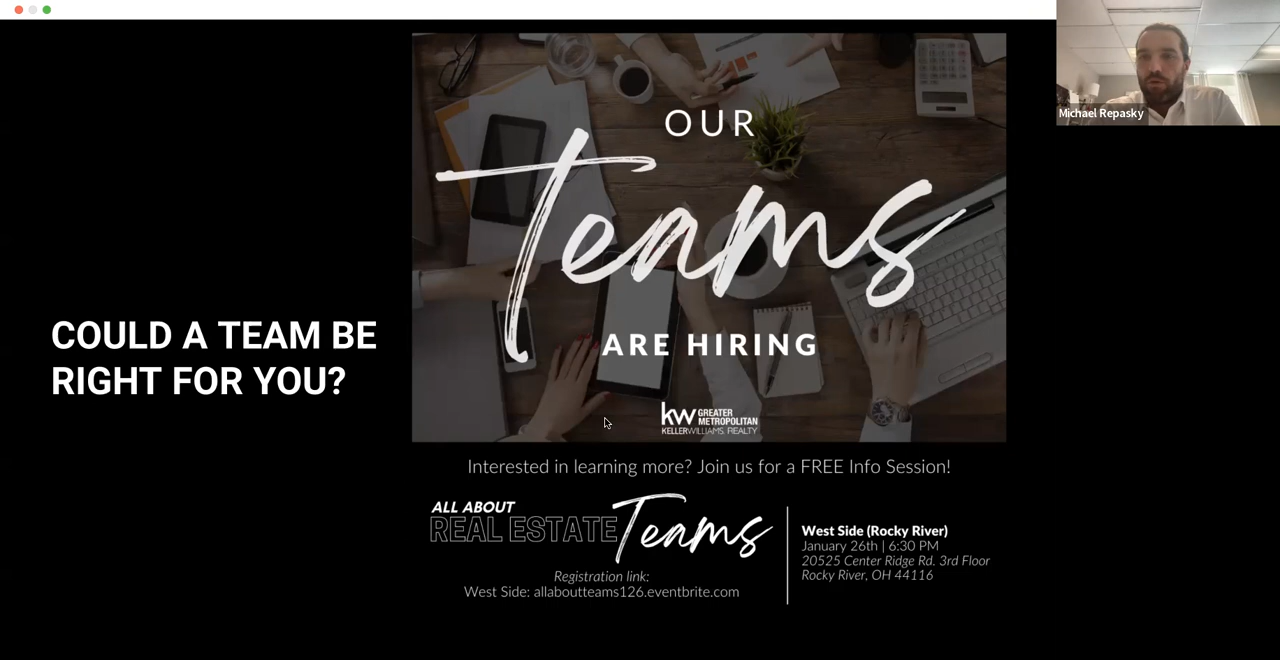 Michael Repasky
COULD A TEAM BE
RIGHT FOR YOU?
OUR
Teams
ARE HIRING
kw GREATER
METROPOLITAN
KELLERWILLIAMS. REALTY
Interested in learning more? Join us for a FREE Info Session!
ALL ABOUT
REAL ESTATE Teams
Registration link:
West Side: allaboutteams126.eventbrite.com
West Side (Rocky River)
January 26th | 6:30 PM
20525 Center Ridge Rd. 3rd Floor
Rocky River, OH 44116